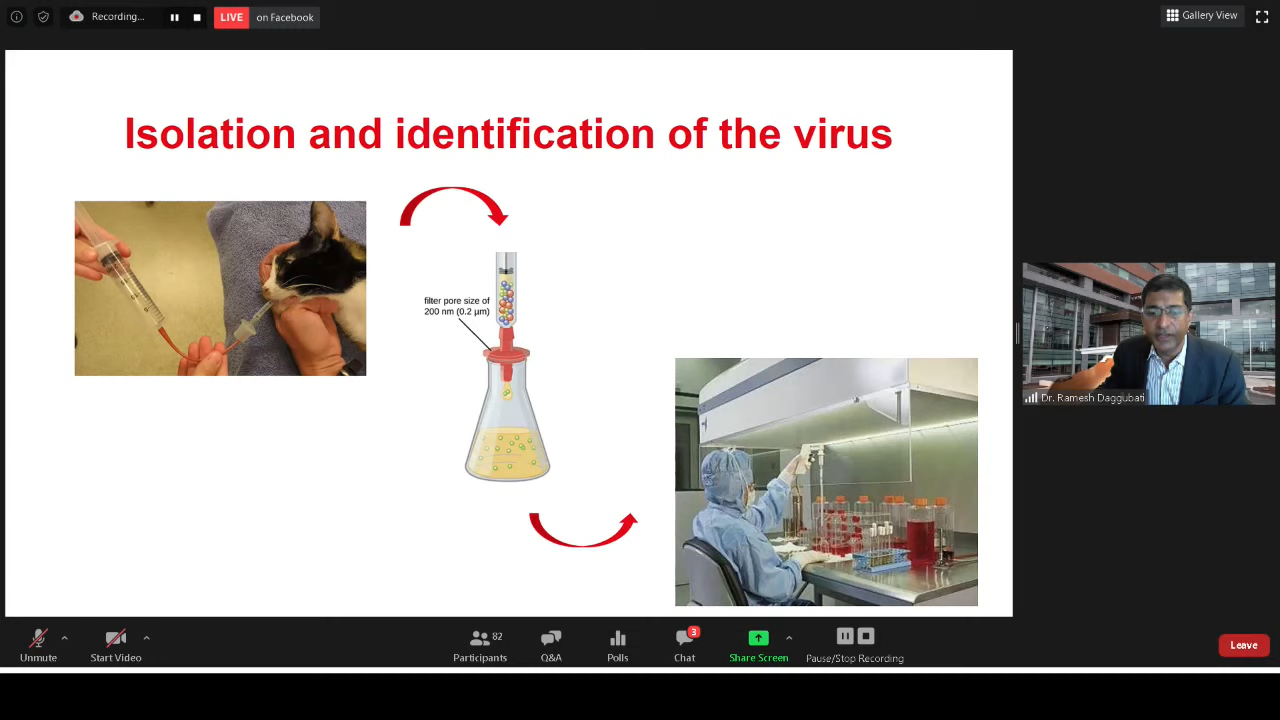 Recording...
LIVE on Facebook
Gallery View
Isolation and identification of the virus
filter pore size of
200 nm (0.2 µm)
Dr. Ramesh Daggubati
Unmute
Start Video
82
Participants
Q&A
Polls
3
Chat
Share Screen
Pause/Stop Recording
Leave